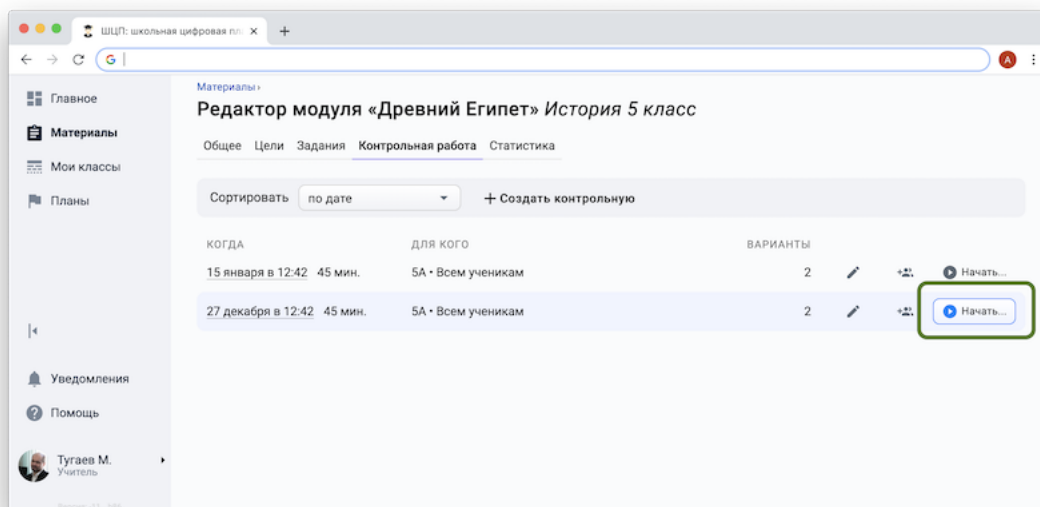 ШЦП: школьная цифровая пл
Главное
Материалы
Мои классы
Планы
Уведомления
Помощь
Тугаев М.
Учитель
Материалы ›
Редактор модуля «Древний Египет» История 5 класс
Общее Цели Задания Контрольная работа Статистика
Сортировать по дате + Создать контрольную
КОГДА ДЛЯ КОГО ВАРИАНТЫ
15 января в 12:42 45 мин. 5А • Всем ученикам 2 Начать...
27 декабря в 12:42 45 мин. 5А • Всем ученикам 2 Начать...